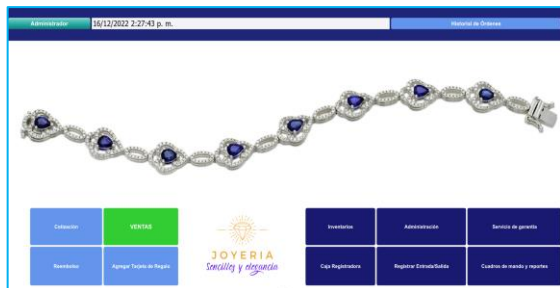 Administrador
16/12/2022 2:27:43 p. m.
Historial de Órdenes
Cotización
VENTAS
Inventarios
Administración
Servicio de garantía
JOYERIA
Sencillez y elegancia
Reembolso
Agregar Tarjeta de Regalo
Caja Registradora
Registrar Entrada/Salida
Cuadros de mando y reportes